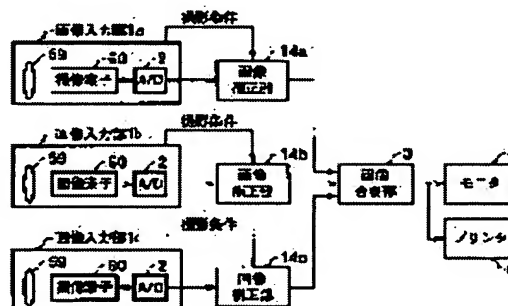 撮影条件
画像入力部1a
59
60
2
14a
撮像素子
A/D
画像
補正部
撮影条件
画像入力部1b
59
60
2
14b
3
撮像素子
A/D
画像
補正部
画像
合成部
モニタ
撮影条件
画像入力部1c
59
60
2
撮像素子
A/D
画像
補正部
プリンタ